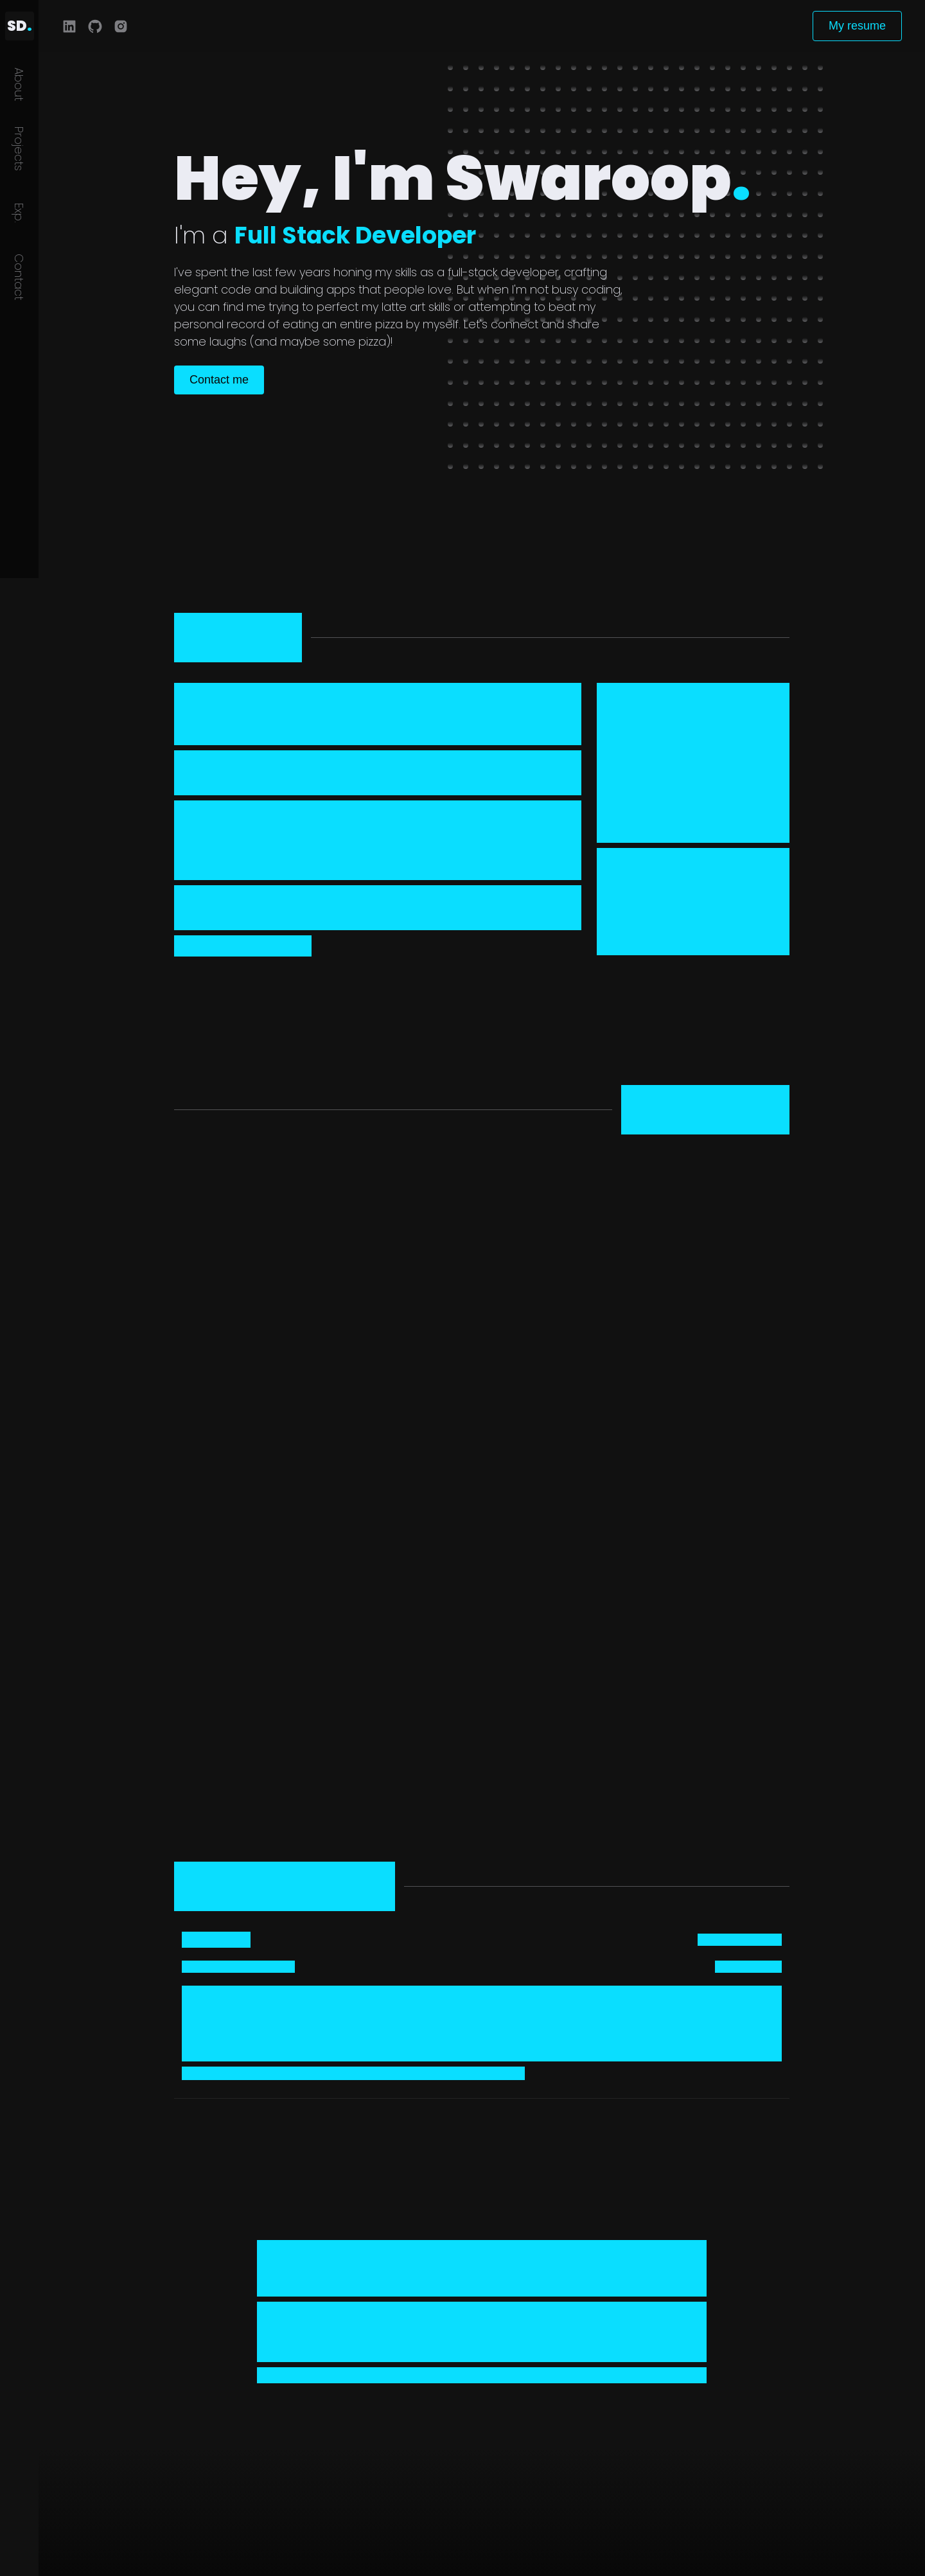 SD.
My resume
About
Projects
Exp
Contact
Hey, I'm Swaroop.
I'm a Full Stack Developer
I've spent the last few years honing my skills as a full-stack developer, crafting
elegant code and building apps that people love. But when I'm not busy coding,
you can find me trying to perfect my latte art skills or attempting to beat my
personal record of eating an entire pizza by myself. Let's connect and share
some laughs (and maybe some pizza)!
Contact me